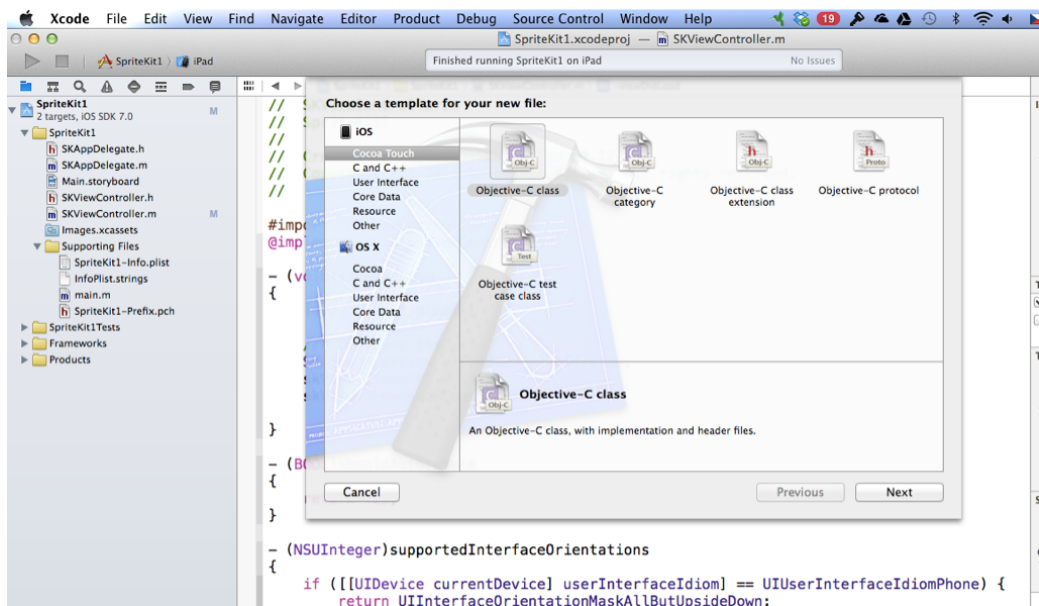 Xcode File Edit View Find Navigate Editor Product Debug Source Control Window Help 19
SpriteKit1.xcodeproj — m SKViewController.m
SpriteKit1 iPad
Finished running SpriteKit1 on iPad No Issues
SpriteKit1 M
2 targets, iOS SDK 7.0
SpriteKit1
h SKAppDelegate.h
m SKAppDelegate.m
Main.storyboard
h SKViewController.h
m SKViewController.m M
Images.xcassets
Supporting Files
SpriteKit1-Info.plist
InfoPlist.strings
m main.m
h SpriteKit1-Prefix.pch
SpriteKit1Tests
Frameworks
Products
Choose a template for your new file:
iOS
Cocoa Touch
C and C++
User Interface
Core Data
Resource
Other
OS X
Cocoa
C and C++
User Interface
Core Data
Resource
Other
Obj-C
Objective-C class
Obj-C
Objective-C
category
h
Obj-C
Objective-C class
extension
h
Proto
Objective-C protocol
Test
Objective-C test
case class
Obj-C
Objective-C class
An Objective-C class, with implementation and header files.
Cancel
Previous
Next
//
//
//
//
//
//
#imp
@imp
- (v
{
}
- (B
{
}
- (NSUInteger)supportedInterfaceOrientations
{
if ([[UIDevice currentDevice] userInterfaceIdiom] == UIUserInterfaceIdiomPhone) {
return UIInterfaceOrientationMaskAllButUpsideDown;